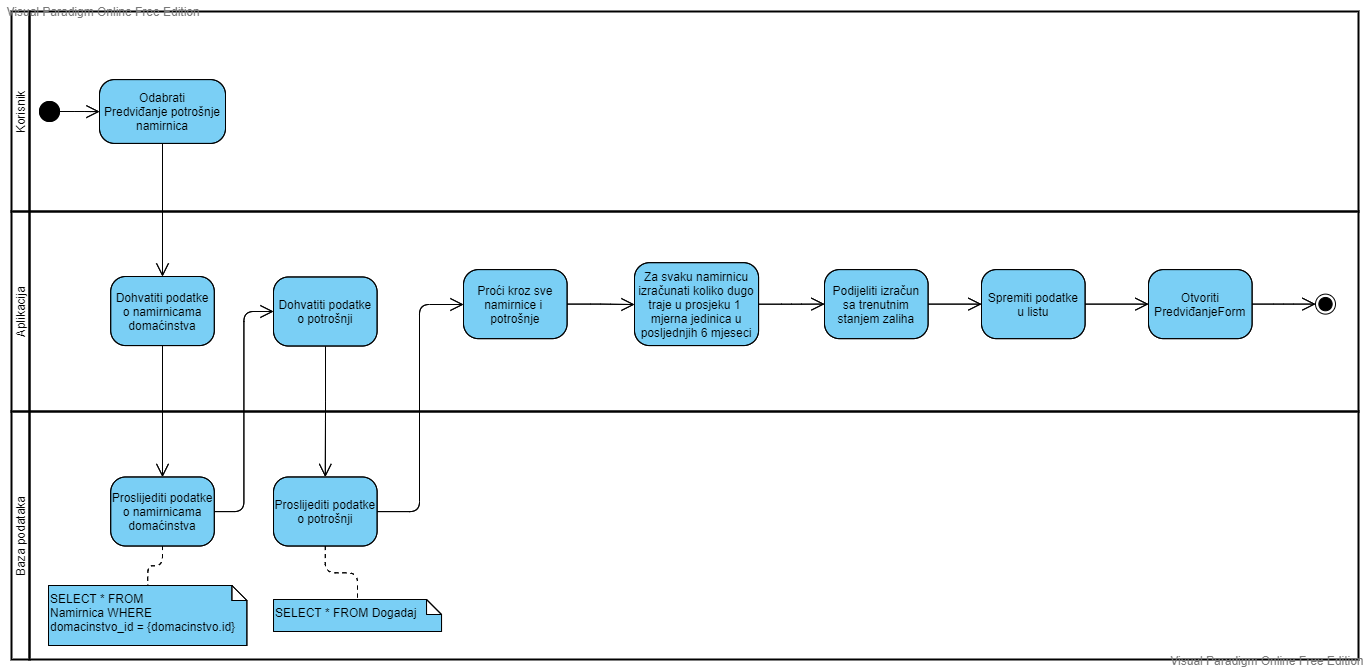 Visual Paradigm Online Free Edition
Korisnik
Odabrati
Predviđanje potrošnje
namirnica
Aplikacija
Dohvatiti podatke
o namirnicama
domaćinstva
Dohvatiti podatke
o potrošnji
Proći kroz sve
namirnice i
potrošnje
Za svaku namirnicu
izračunati koliko dugo
traje u prosjeku 1
mjerna jedinica u
posljednjih 6 mjeseci
Podijeliti izračun
sa trenutnim
stanjem zaliha
Spremiti podatke
u listu
Otvoriti
PredviđanjeForm
Baza podataka
Proslijediti podatke
o namirnicama
domaćinstva
Proslijediti podatke
o potrošnji
SELECT * FROM
Namirnica WHERE
domacinstvo_id = {domacinstvo.id}
SELECT * FROM Događaj
Visual Paradigm Online Free Edition